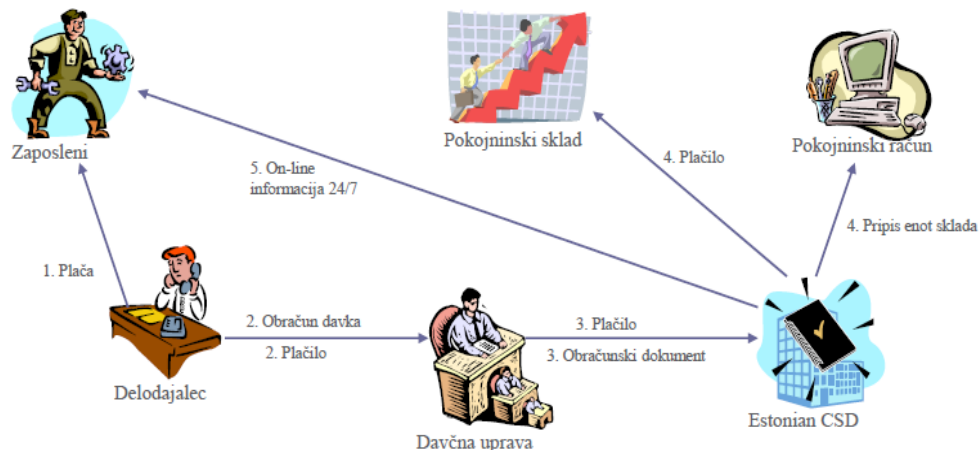 Zaposleni
Pokojninski sklad
Pokojninski račun
5. On-line
informacija 24/7
4. Plačilo
4. Pripis enot sklada
1. Plača
2. Obračun davka
2. Plačilo
3. Plačilo
3. Obračunski dokument
Delodajalec
Davčna uprava
Estonian CSD